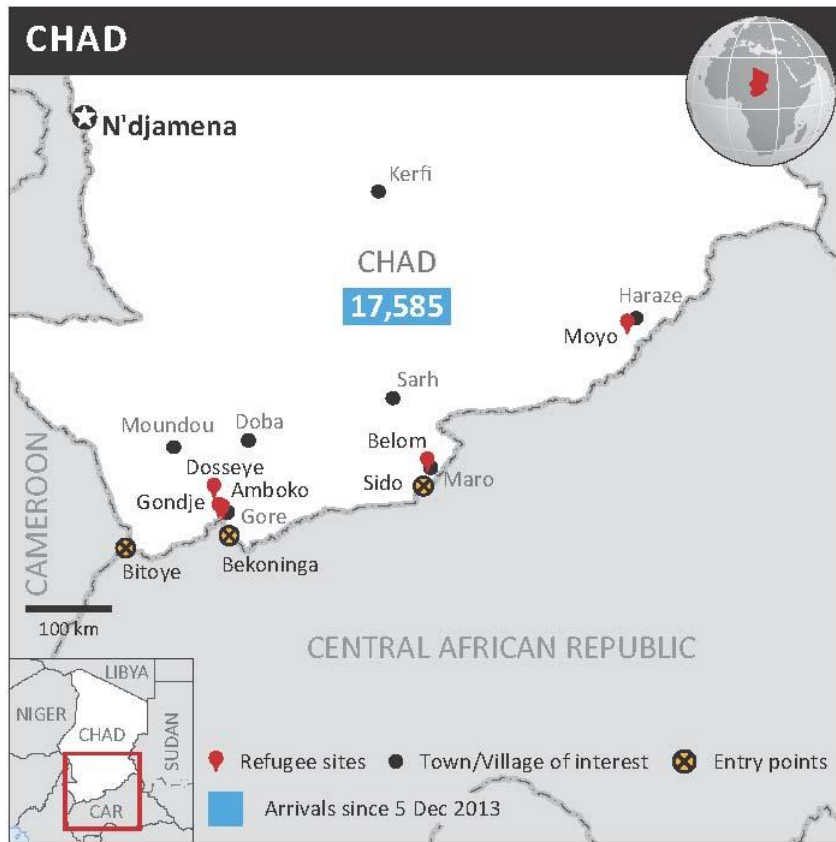 CHAD
N'djamena
Kerfi
CHAD
17,585
Haraze
Moyo
Sarh
Moundou
Doba
Belom
Dosseye
Sido
Maro
Gondje
Amboko
Gore
CAMEROON
Bitoye
Bekoninga
100 km
CENTRAL AFRICAN REPUBLIC
LIBYA
NIGER
CHAD
SUDAN
CAR
Refugee sites
Town/Village of interest
Entry points
Arrivals since 5 Dec 2013